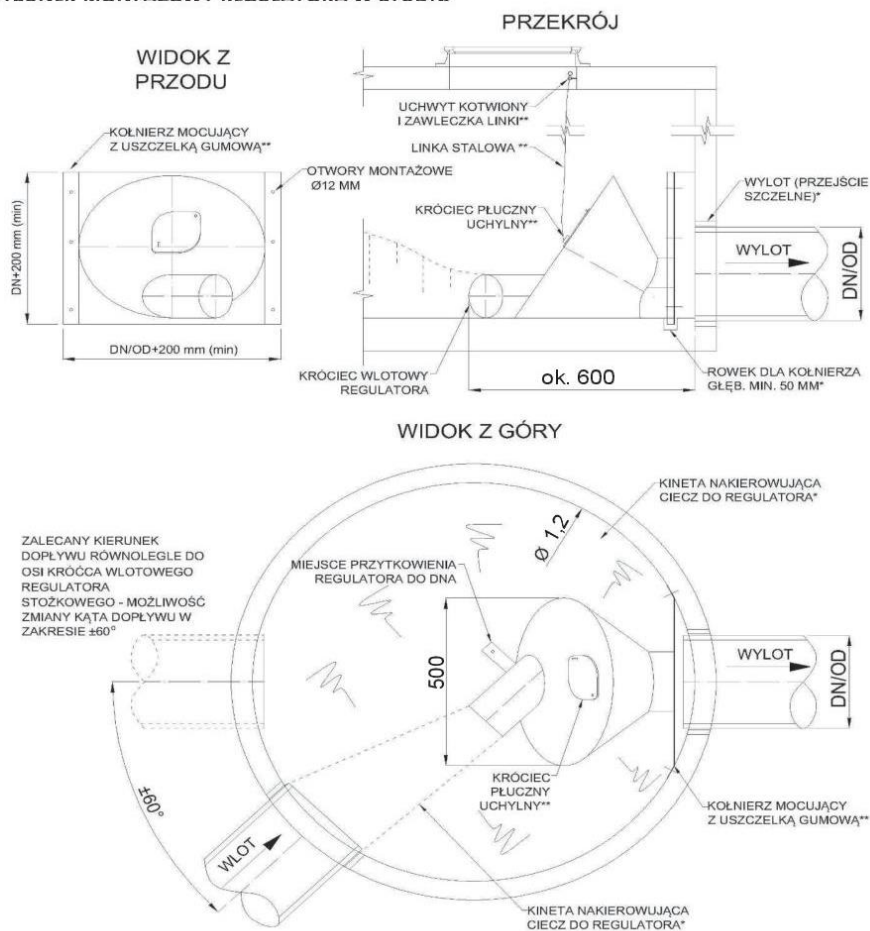 PRZEKRÓJ
WIDOK Z
PRZODU
KOŁNIERZ MOCUJĄCY
Z USZCZELKĄ GUMOWĄ**
OTWORY MONTAŻOWE
Ø12 MM
DN+200 mm (min)
DN/OD+200 mm (min)
UCHWYT KOTWIONY
I ZAWLECZKA LINKI**
LINKA STALOWA **
KRÓCIEC PŁUCZNY
UCHYLNY**
WYLOT (PRZEJŚCIE
SZCZELNE)*
WYLOT
DN/OD
KRÓCIEC WLOTOWY
REGULATORA
ok. 600
ROWEK DLA KOŁNIERZA
GŁĘB. MIN. 50 MM*
WIDOK Z GÓRY
KINETA NAKIEROWUJĄCA
CIECZ DO REGULATORA*
Ø 1,2
ZALECANY KIERUNEK
DOPŁYWU RÓWNOLEGLE DO
OSI KRÓĆCA WLOTOWEGO
REGULATORA
STOŻKOWEGO - MOŻLIWOŚĆ
ZMIANY KĄTA DOPŁYWU W
ZAKRESIE ±60°
MIEJSCE PRZYTKOWIENIA
REGULATORA DO DNA
500
WYLOT
DN/OD
KRÓCIEC
PŁUCZNY
UCHYLNY**
±60°
WLOT
KOŁNIERZ MOCUJĄCY
Z USZCZELKĄ GUMOWĄ**
KINETA NAKIEROWUJĄCA
CIECZ DO REGULATORA*